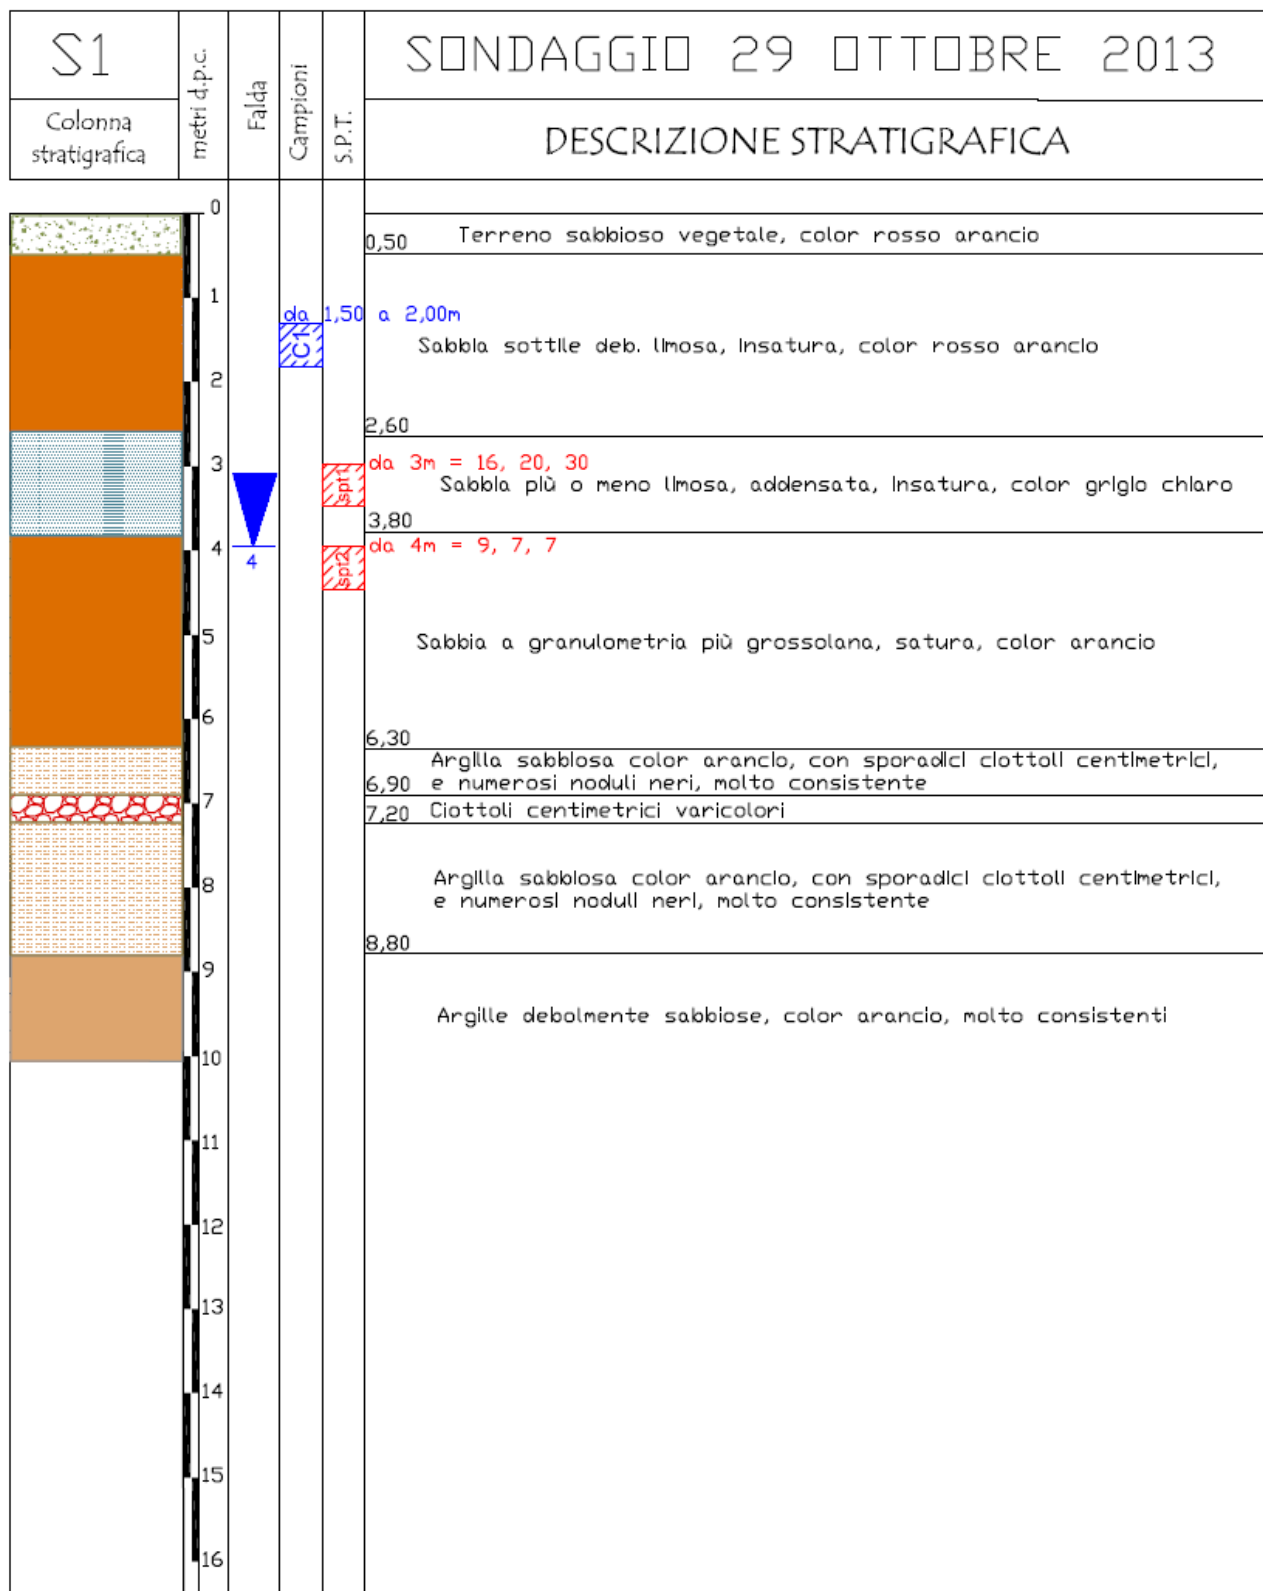 S1
SONDAGGIO 29 OTTOBRE 2013
Colonna
stratigrafica
metri d.p.c.
Falda
Campioni
S.P.T.
DESCRIZIONE STRATIGRAFICA
0
0,50 Terreno sabbioso vegetale, color rosso arancio
1
da 1,50 a 2,00m
C1
Sabbia sottile deb. limosa, insatura, color rosso arancio
2
2,60
3
da 3m = 16, 20, 30
spt1
Sabbia più o meno limosa, addensata, insatura, color grigio chiaro
3,80
4
4
da 4m = 9, 7, 7
spt2
5
Sabbia a granulometria più grossolana, satura, color arancio
6
6,30
Argilla sabbiosa color arancio, con sporadici ciottoli centimetrici,
6,90 e numerosi noduli neri, molto consistente
7
7,20 Ciottoli centimetrici varicolori
8
Argilla sabbiosa color arancio, con sporadici ciottoli centimetrici,
e numerosi noduli neri, molto consistente
8,80
9
Argille debolmente sabbiose, color arancio, molto consistenti
10
11
12
13
14
15
16